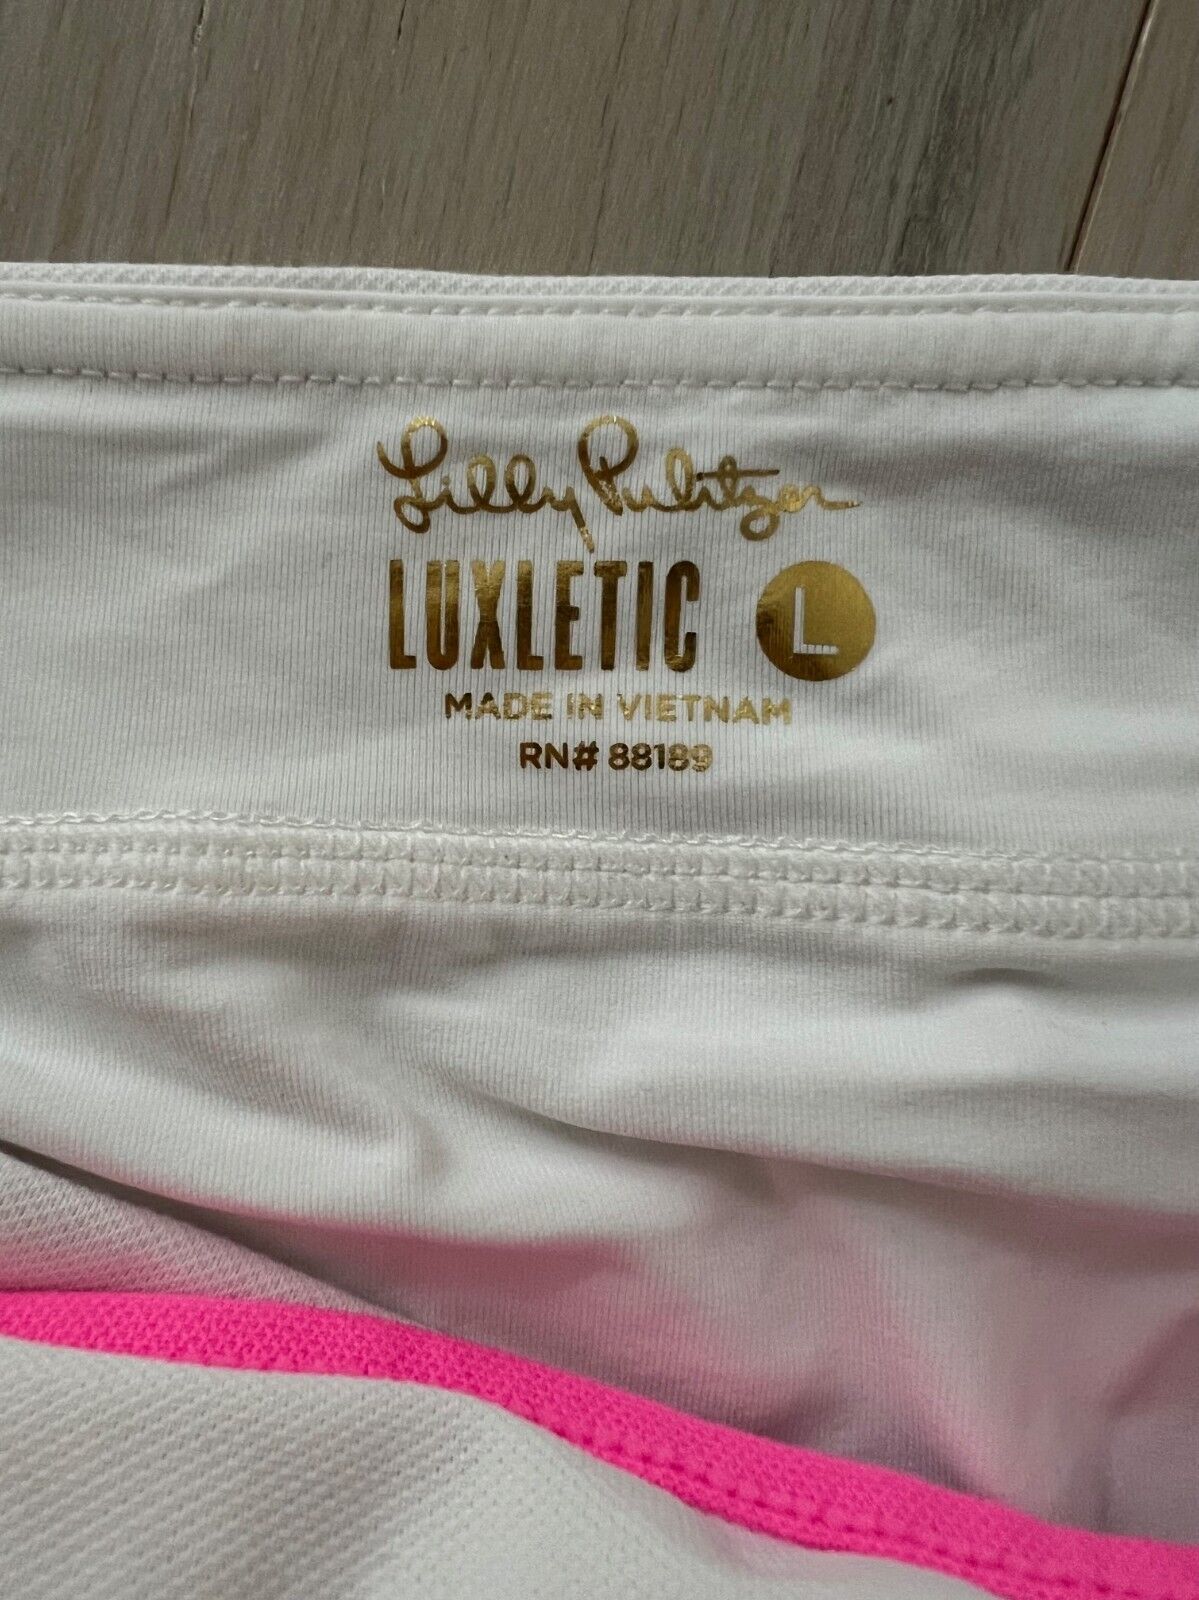 Lilly Pulitzer
LUXLETIC L
MADE IN VIETNAM
RN# 88189